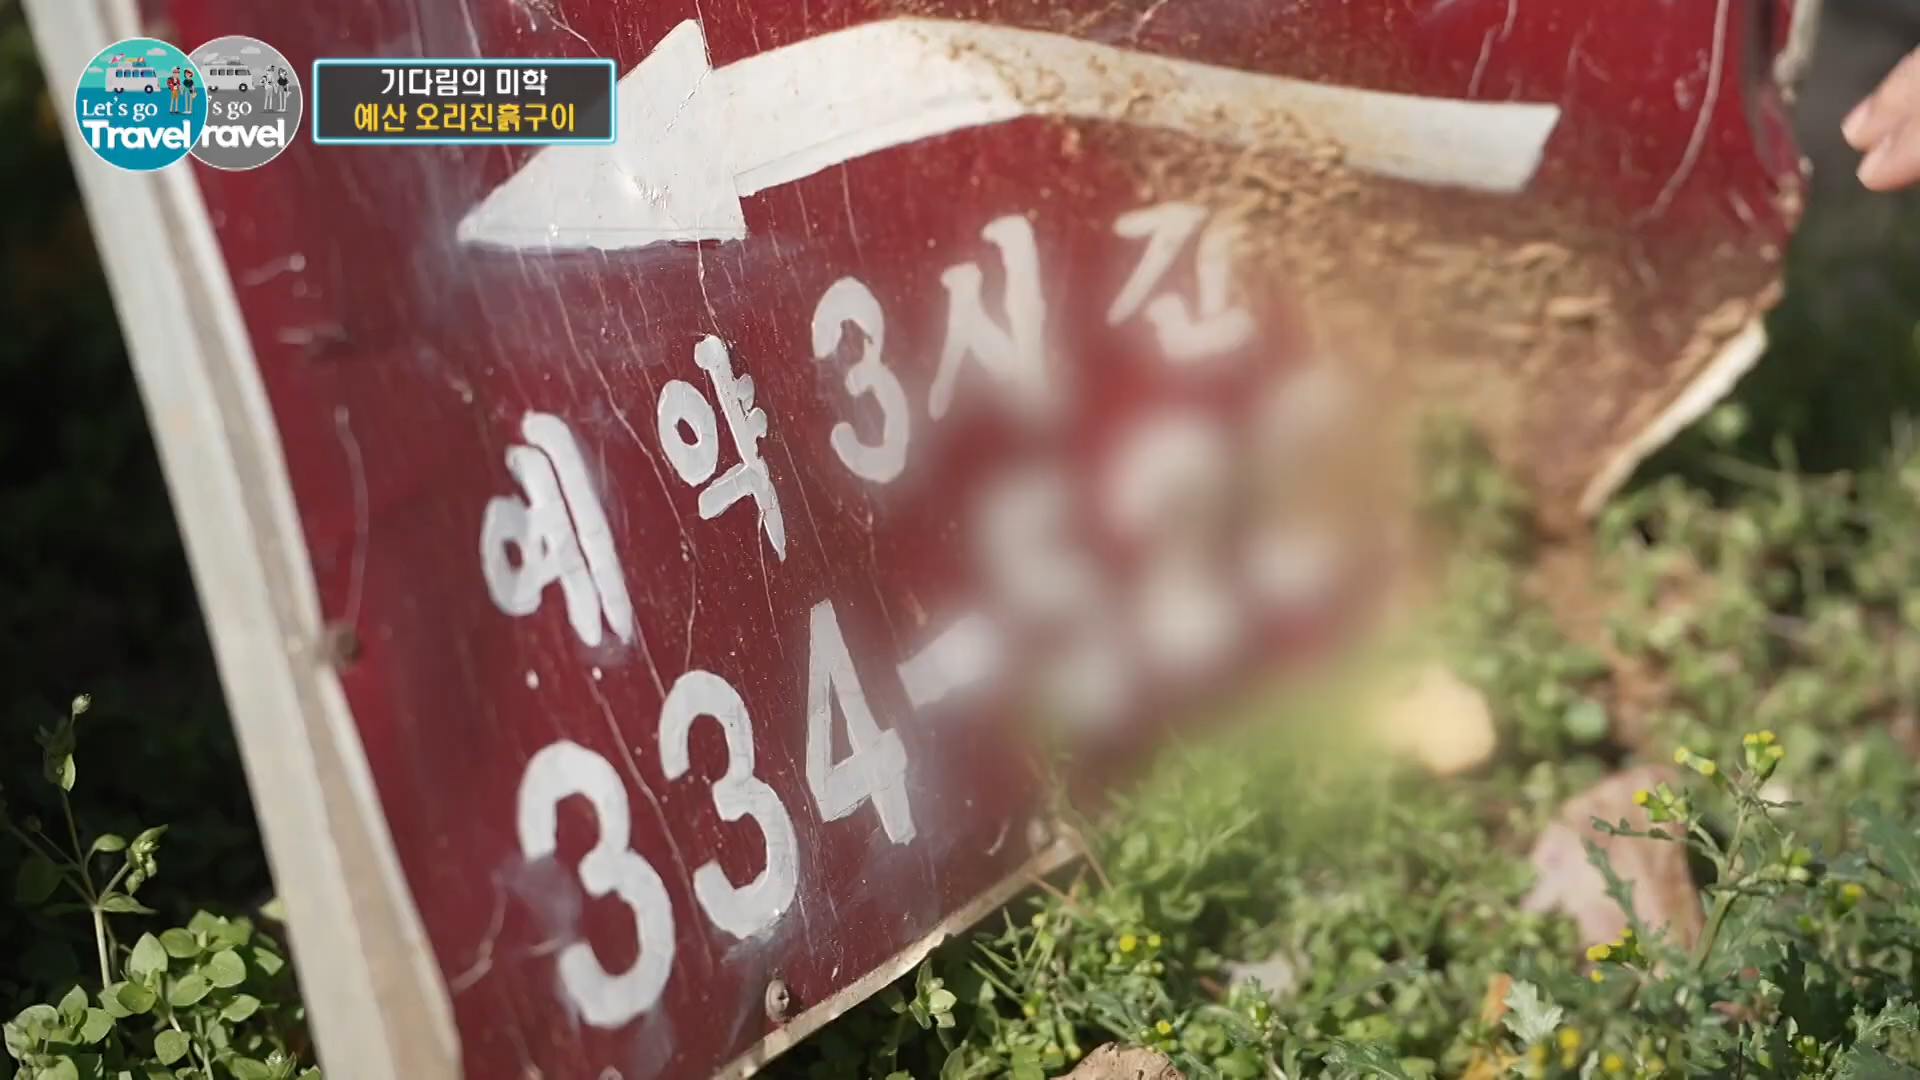 Let's go
Travel
's go
ravel
기다림의 미학
예산 오리진흙구이
예약 3시간
334-